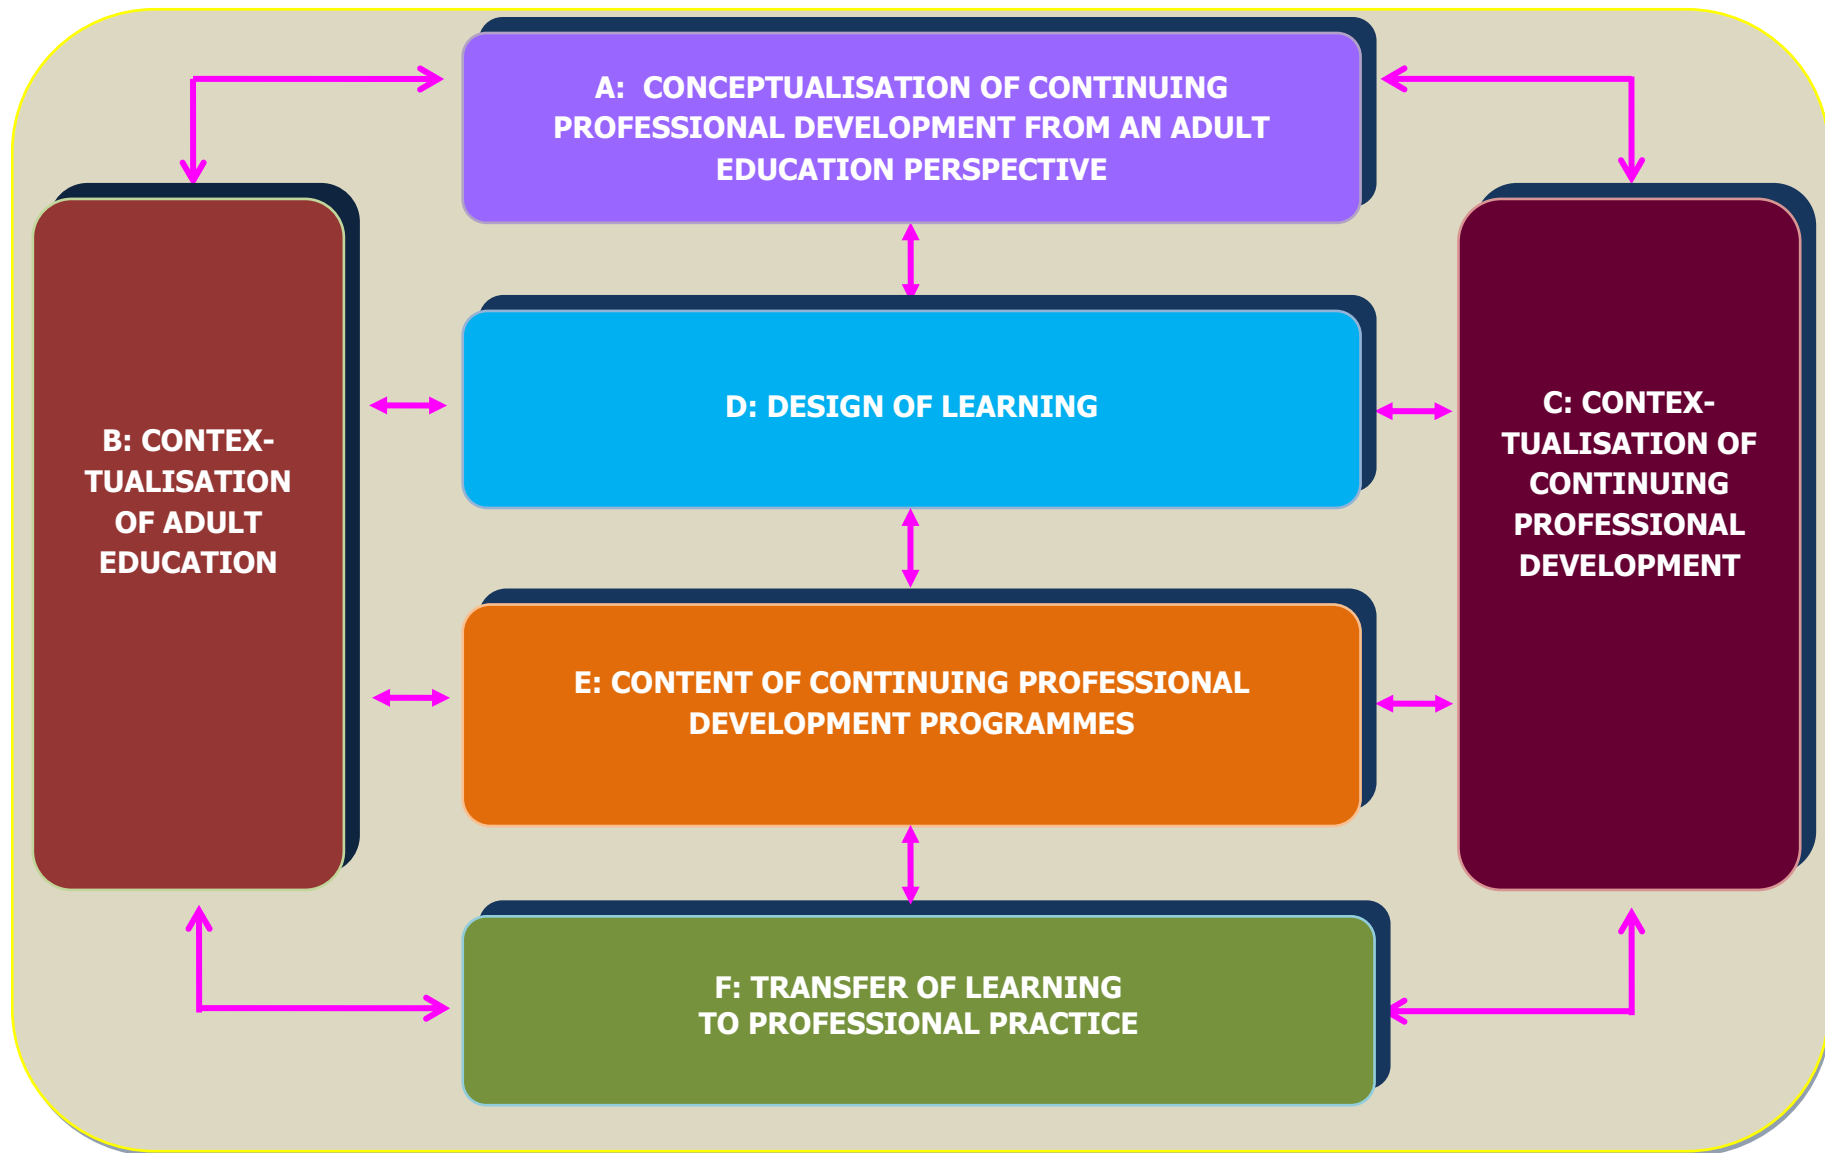 A:  CONCEPTUALISATION OF CONTINUING
PROFESSIONAL DEVELOPMENT FROM AN ADULT
EDUCATION PERSPECTIVE
B: CONTEX-
TUALISATION
OF ADULT
EDUCATION
C: CONTEX-
TUALISATION OF
CONTINUING
PROFESSIONAL
DEVELOPMENT
D: DESIGN OF LEARNING
E: CONTENT OF CONTINUING PROFESSIONAL
DEVELOPMENT PROGRAMMES
F: TRANSFER OF LEARNING
TO PROFESSIONAL PRACTICE